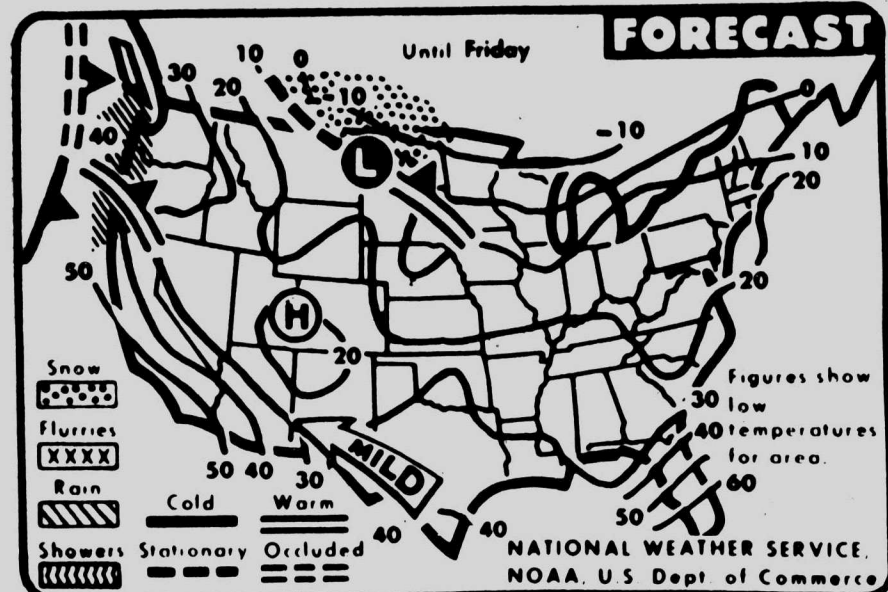 FORECAST
Until Friday
10
0
-10
20
30
40
-10
0
10
20
L
50
H
20
20
MILD
Snow
Flurries
XXXX
Rain
Showers
Cold
Warm
Stationary
Occluded
50
40
30
40
40
30
40
50
60
Figures show
low
temperatures
for area.
NATIONAL WEATHER SERVICE,
NOAA, U.S. Dept. of Commerce